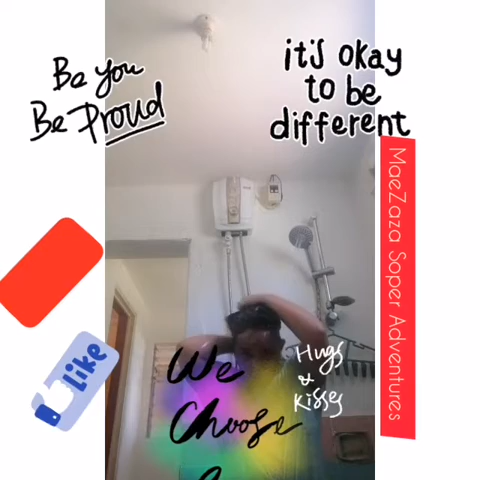 Be you
Be Proud
it's okay
to be
different
MaeZaza Soper Adventures
like
Hugs
&
Kisses
We
Choose